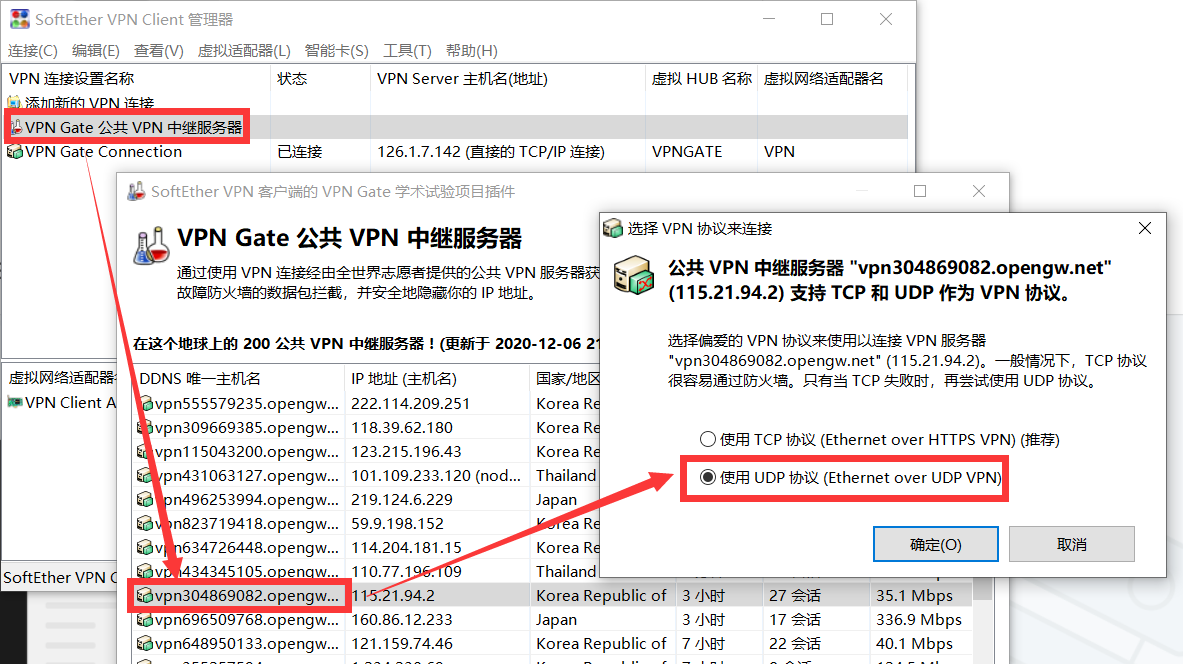 SoftEther VPN Client 管理器
连接(C) 编辑(E) 查看(V) 虚拟适配器(L) 智能卡(S) 工具(T) 帮助(H)
VPN 连接设置名称 状态 VPN Server 主机名(地址) 虚拟 HUB 名称 虚拟网络适配器名
添加新的 VPN 连接
VPN Gate 公共 VPN 中继服务器
VPN Gate Connection 已连接 126.1.7.142 (直接的 TCP/IP 连接) VPNGATE VPN
虚拟网络适配器
VPN Client A
SoftEther VPN C
SoftEther VPN 客户端的 VPN Gate 学术试验项目插件
VPN Gate 公共 VPN 中继服务器
通过使用 VPN 连接经由全世界志愿者提供的公共 VPN 服务器获
故障防火墙的数据包拦截，并安全地隐藏你的 IP 地址。
在这个地球上的 200 公共 VPN 中继服务器！(更新于 2020-12-06 21
DDNS 唯一主机名 IP 地址 (主机名) 国家/地区
vpn555579235.opengw... 222.114.209.251 Korea Re
vpn309669385.opengw... 118.39.62.180 Korea Re
vpn115043200.opengw... 123.215.196.43 Korea Re
vpn431063127.opengw... 101.109.233.120 (nod... Thailand
vpn496253994.opengw... 219.124.6.229 Japan
vpn823719418.opengw... 59.9.198.152 Korea Re
vpn634726448.opengw... 114.204.181.15 Korea Re
vpn434345105.opengw... 110.77.196.109 Thailand
vpn304869082.opengw... 115.21.94.2 Korea Republic of 3 小时 27 会话 35.1 Mbps
vpn696509768.opengw... 160.86.12.233 Japan 3 小时 17 会话 336.9 Mbps
vpn648950133.opengw... 121.159.74.46 Korea Republic of 7 小时 22 会话 40.1 Mbps
选择 VPN 协议来连接
公共 VPN 中继服务器 "vpn304869082.opengw.net"
(115.21.94.2) 支持 TCP 和 UDP 作为 VPN 协议。
选择偏爱的 VPN 协议来使用以连接 VPN 服务器
"vpn304869082.opengw.net" (115.21.94.2)。一般情况下，TCP 协议
很容易通过防火墙。只有当 TCP 失败时，再尝试使用 UDP 协议。
使用 TCP 协议 (Ethernet over HTTPS VPN) (推荐)
使用 UDP 协议 (Ethernet over UDP VPN)
确定(O) 取消